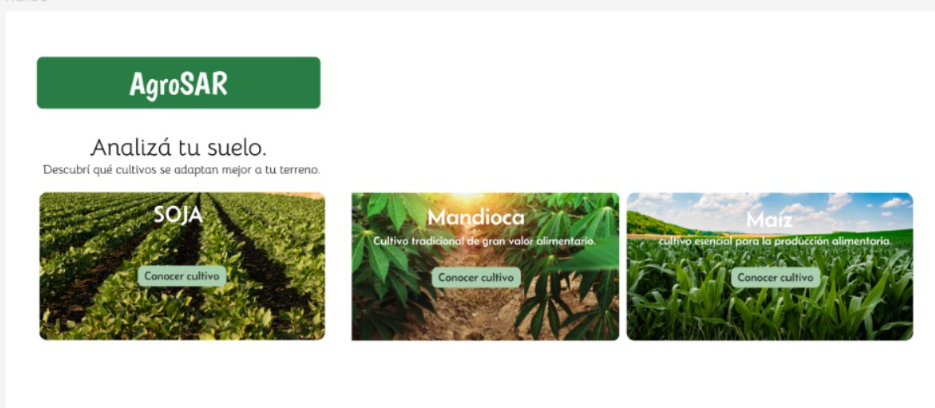 AgroSAR
Analizá tu suelo.
Descubrí qué cultivos se adaptan mejor a tu terreno.
SOJA
Conocer cultivo
Mandioca
Cultivo tradicional de gran valor alimentario.
Conocer cultivo
Maíz
cultivo esencial para la producción alimentaria.
Conocer cultivo